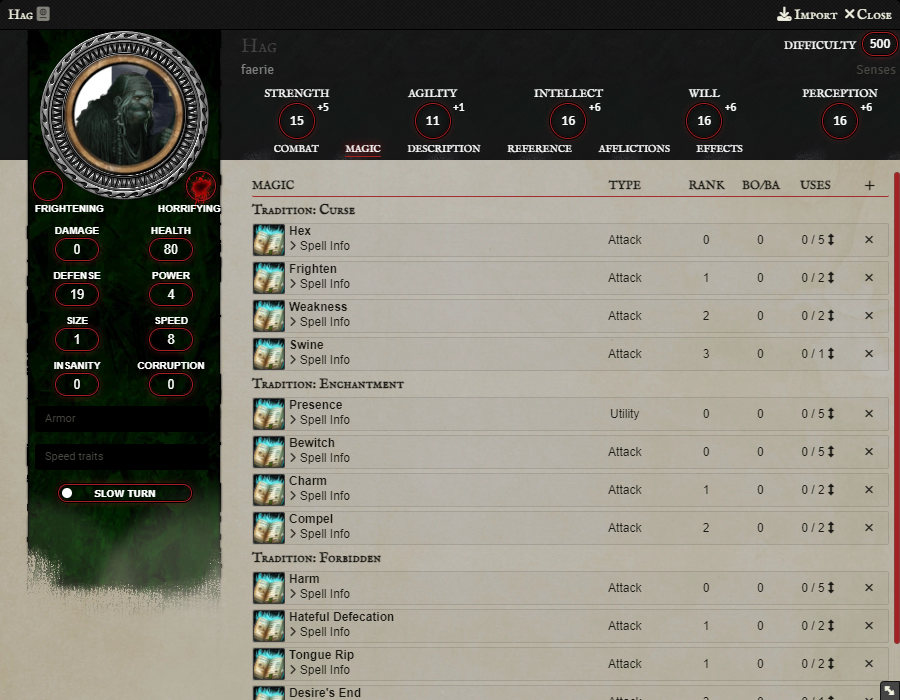 Hag
Import
Close
Hag
faerie
DIFFICULTY 500
Senses
STRENGTH AGILITY INTELLECT WILL PERCEPTION
15 +5 11 +1 16 +6 16 +6 16 +6
COMBAT MAGIC DESCRIPTION REFERENCE AFFLICTIONS EFFECTS
FRIGHTENING HORRIFYING
DAMAGE HEALTH
0 80
DEFENSE POWER
19 4
SIZE SPEED
1 8
INSANITY CORRUPTION
0 0
Armor
Speed traits
SLOW TURN
MAGIC TYPE RANK BO/BA USES +
Tradition: Curse
Hex
Spell Info
Attack 0 0 0 / 5
Frighten
Spell Info
Attack 1 0 0 / 2
Weakness
Spell Info
Attack 2 0 0 / 2
Swine
Spell Info
Attack 3 0 0 / 1
Tradition: Enchantment
Presence
Spell Info
Utility 0 0 0 / 5
Bewitch
Spell Info
Attack 0 0 0 / 5
Charm
Spell Info
Attack 1 0 0 / 2
Compel
Spell Info
Attack 2 0 0 / 2
Tradition: Forbidden
Harm
Spell Info
Attack 0 0 0 / 5
Hateful Defecation
Spell Info
Attack 1 0 0 / 2
Tongue Rip
Spell Info
Attack 1 0 0 / 2
Desire's End